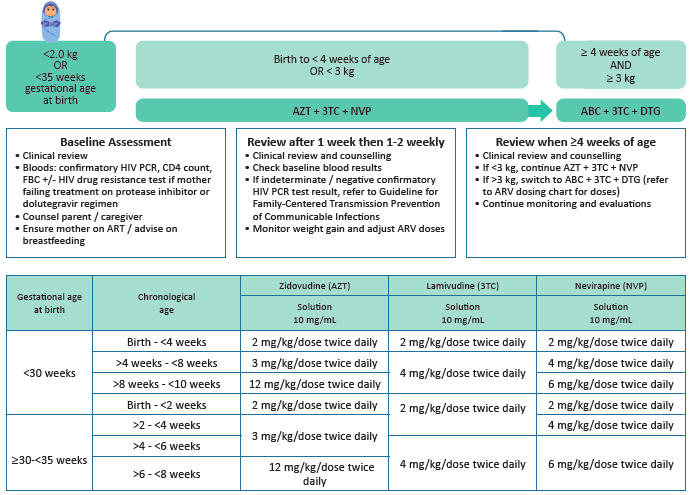 <2.0 kg
OR
<35 weeks
gestational age
at birth
Birth to < 4 weeks of age
OR < 3 kg
≥ 4 weeks of age
AND
≥ 3 kg
AZT + 3TC + NVP
ABC + 3TC + DTG
Baseline Assessment
• Clinical review
• Bloods: confirmatory HIV PCR, CD4 count,
FBC +/- HIV drug resistance test if mother
failing treatment on protease inhibitor or
dolutegravir regimen
• Counsel parent / caregiver
• Ensure mother on ART / advise on
breastfeeding
Review after 1 week then 1-2 weekly
• Clinical review and counselling
• Check baseline blood results
• If indeterminate / negative confirmatory
HIV PCR test result, refer to Guideline for
Family-Centered Transmission Prevention
of Communicable Infections
• Monitor weight gain and adjust ARV doses
Review when ≥4 weeks of age
• Clinical review and counselling
• If <3 kg, continue AZT + 3TC + NVP
• If >3 kg, switch to ABC + 3TC + DTG (refer
to ARV dosing chart for doses)
• Continue monitoring and evaluations
Gestational age
at birth
Chronological
age
Zidovudine (AZT)
Lamivudine (3TC)
Nevirapine (NVP)
Solution
10 mg/mL
Solution
10 mg/mL
Solution
10 mg/mL
<30 weeks
Birth - <4 weeks
2 mg/kg/dose twice daily
2 mg/kg/dose twice daily
2 mg/kg/dose twice daily
>4 weeks - <8 weeks
3 mg/kg/dose twice daily
4 mg/kg/dose twice daily
4 mg/kg/dose twice daily
>8 weeks - <10 weeks
12 mg/kg/dose twice daily
6 mg/kg/dose twice daily
Birth - <2 weeks
2 mg/kg/dose twice daily
2 mg/kg/dose twice daily
2 mg/kg/dose twice daily
≥30-<35 weeks
>2 - <4 weeks
3 mg/kg/dose twice daily
4 mg/kg/dose twice daily
>4 - <6 weeks
4 mg/kg/dose twice daily
6 mg/kg/dose twice daily
>6 - <8 weeks
12 mg/kg/dose twice
daily